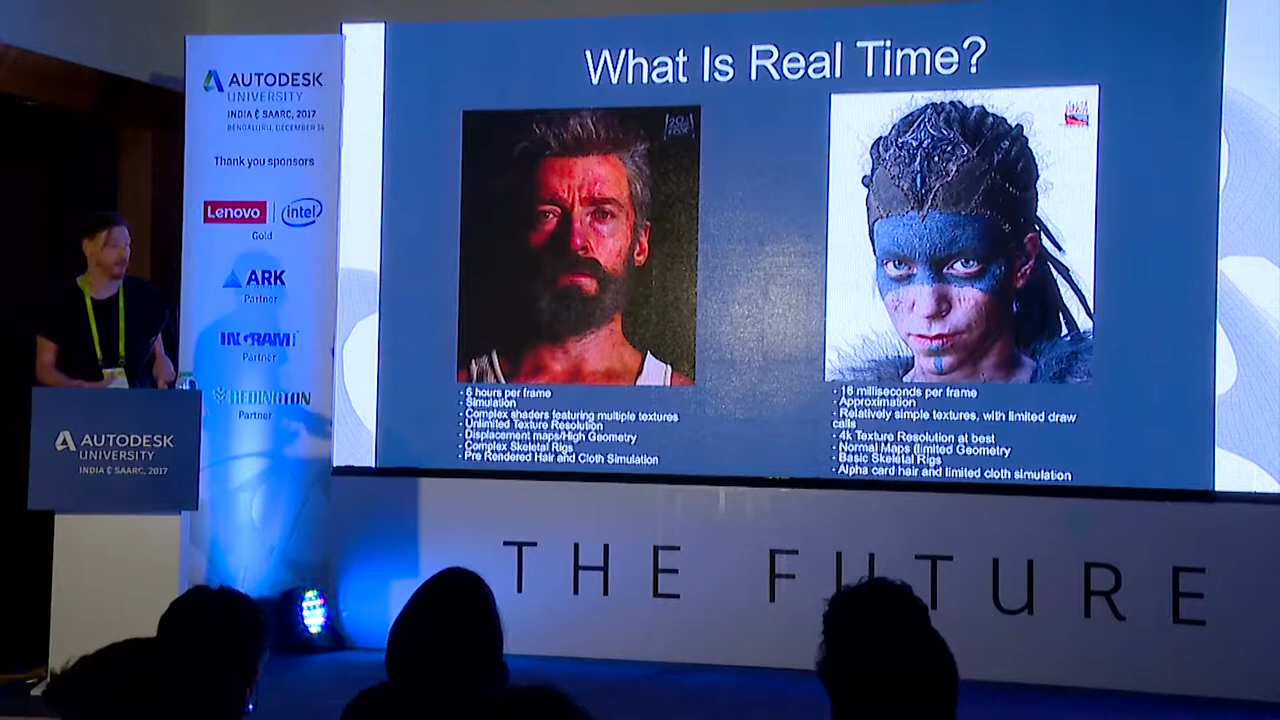 AUTODESK
UNIVERSITY
INDIA & SAARC, 2017
BENGALURU, DECEMBER 14
Thank you sponsors
Lenovo
intel
Gold
ARK
Partner
INGRAM
Partner
REDINGTON
Partner
What Is Real Time?
- 6 hours per frame
- Simulation
- Complex shaders featuring multiple textures
- Unlimited Texture Resolution
- Displacement maps/High Geometry
- Complex Skeletal Rigs
- Pre Rendered Hair and Cloth Simulation
- 16 milliseconds per frame
- Approximation
- Relatively simple textures, with limited draw
calls
- 4k Texture Resolution at best
- Normal Maps (limited Geometry
- Basic Skeletal Rigs
- Alpha card hair and limited cloth simulation
AUTODESK
UNIVERSITY
INDIA & SAARC, 2017
THE FUTURE